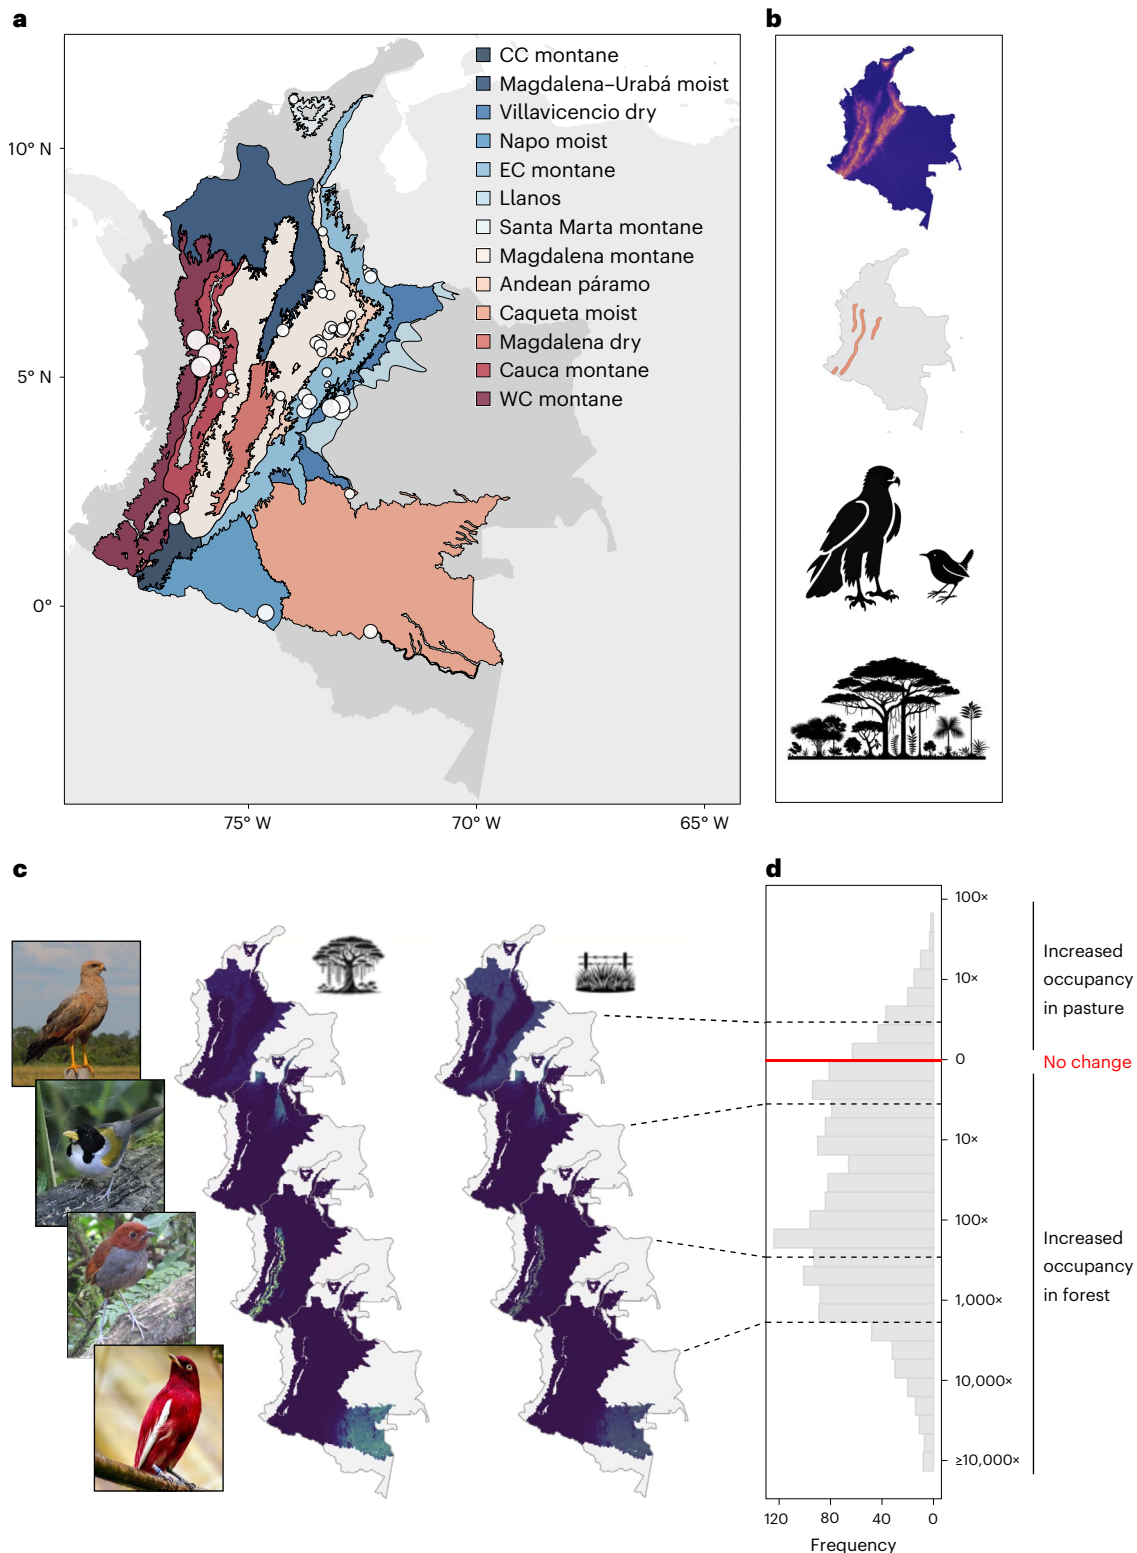 a
CC montane
Magdalena–Urabá moist
Villavicencio dry
Napo moist
EC montane
Llanos
Santa Marta montane
Magdalena montane
Andean páramo
Caqueta moist
Magdalena dry
Cauca montane
WC montane
10° N
5° N
0°
75° W
70° W
65° W
b
c
d
100×
10×
0
10×
100×
1,000×
10,000×
≥10,000×
Increased
occupancy
in pasture
No change
Increased
occupancy
in forest
120
80
40
0
Frequency